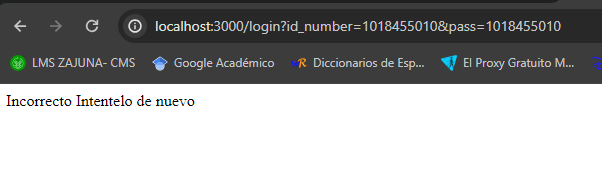 localhost:3000/login?id_number=1018455010&pass=1018455010
LMS ZAJUNA- CMS Google Académico Diccionarios de Esp... El Proxy Gratuito M...
Incorrecto Intentelo de nuevo